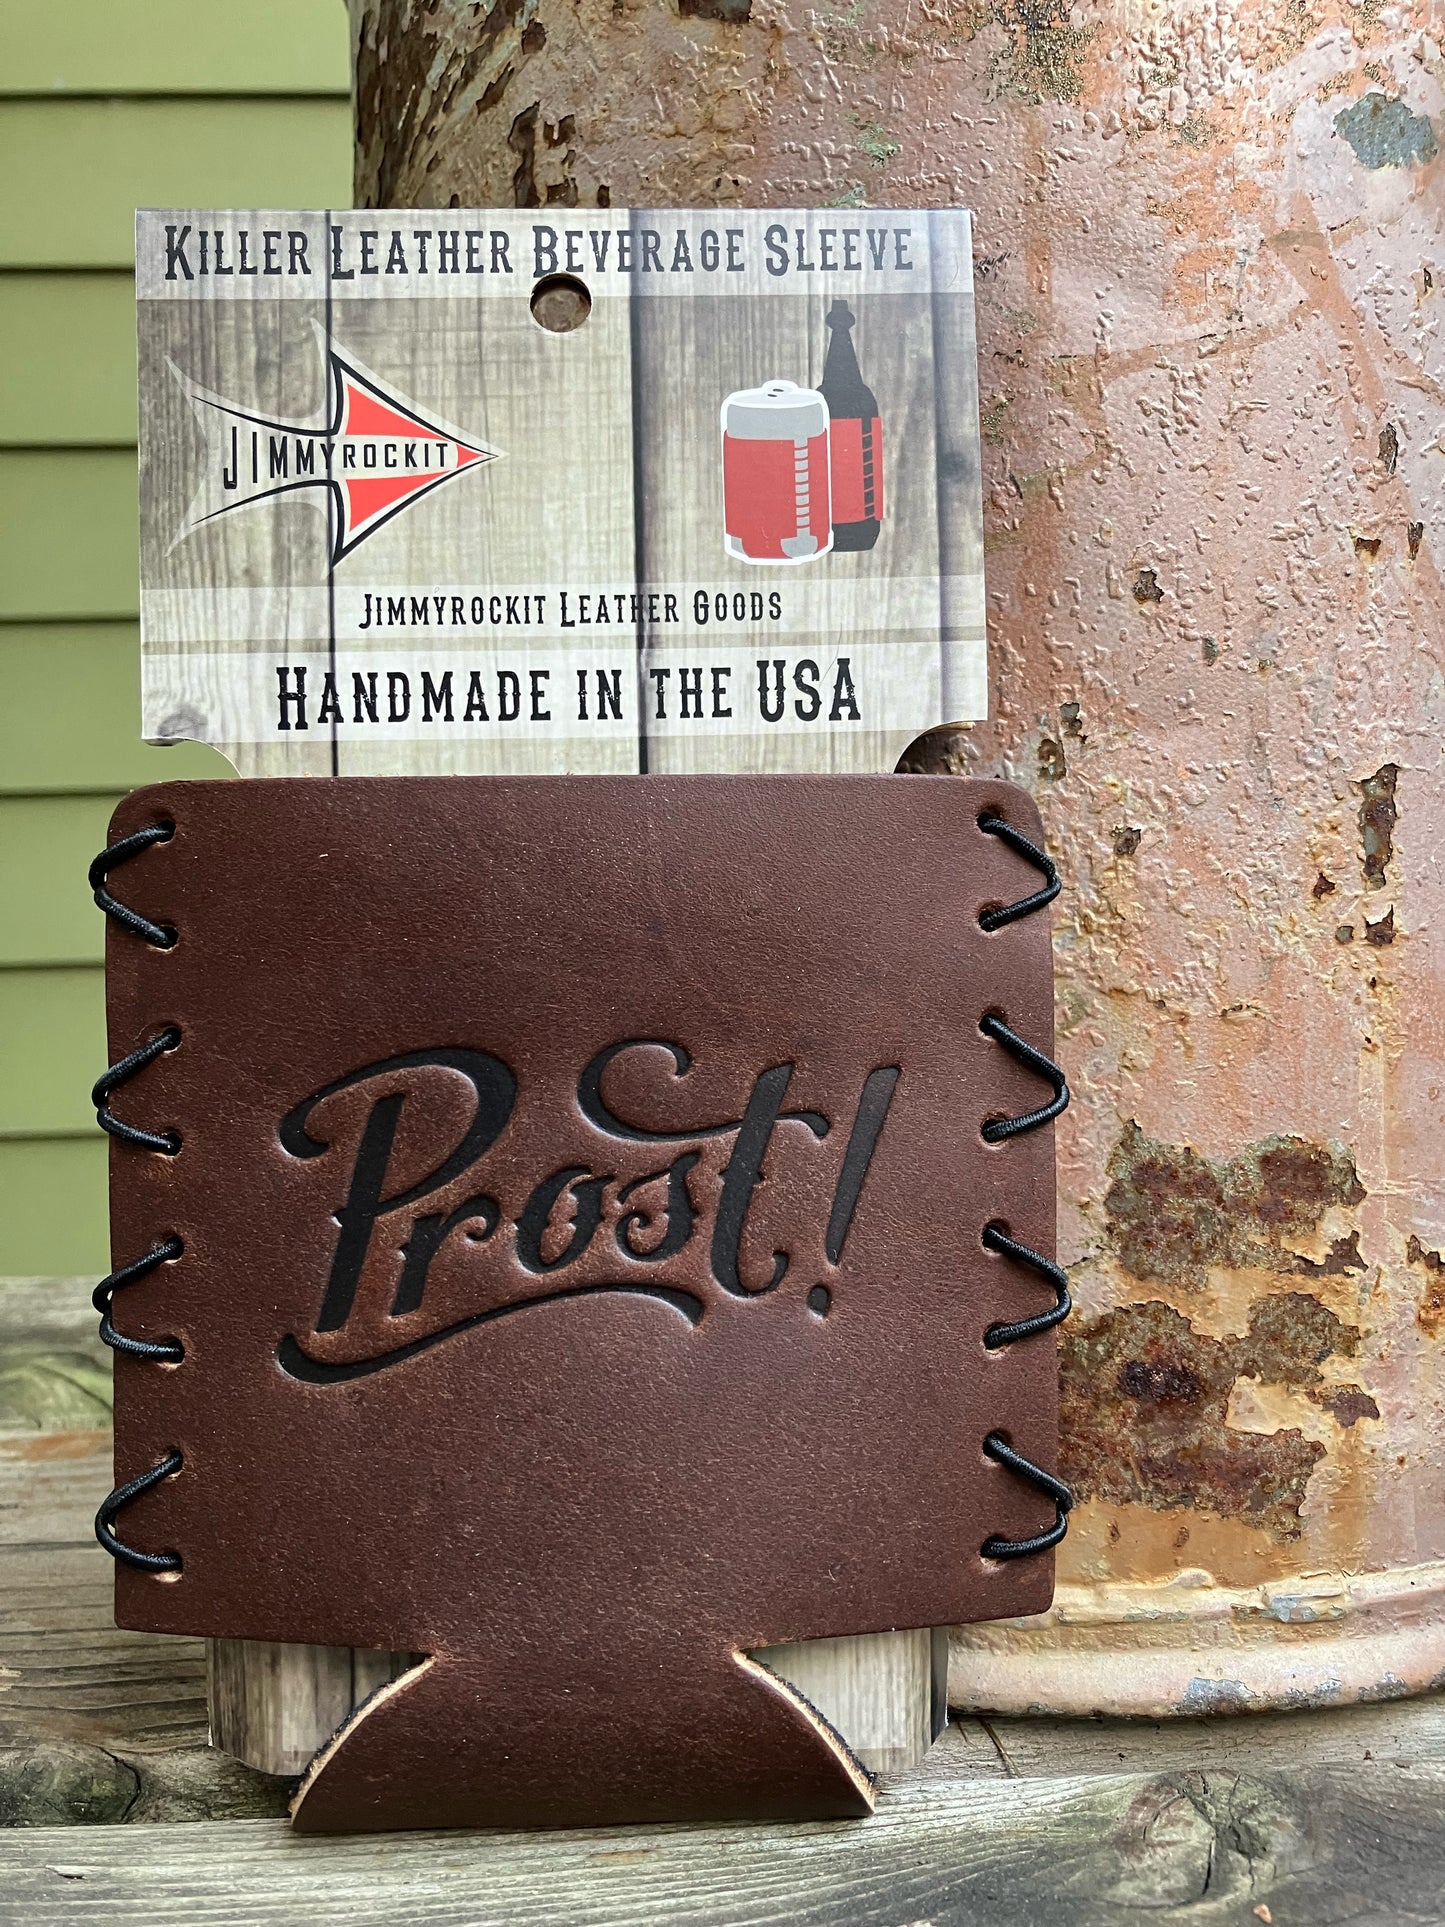 Killer Leather Beverage Sleeve
Jimmyrockit
Jimmyrockit Leather Goods
Handmade in the USA
Prost!